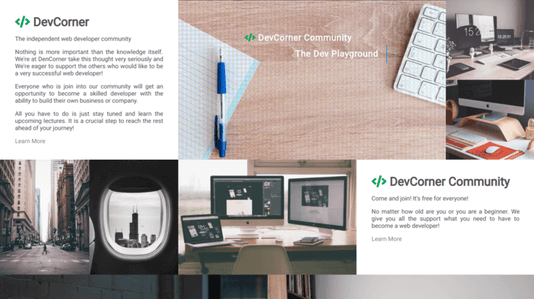 </> DevCorner
The independent web developer community
Nothing is more important than the knowledge itself.
We're at DenCorner take this thought very seriously and
We're eager to support the others who would like to be
a very successful web developer!
Everyone who is join into our community will get an
opportunity to become a skilled developer with the
ability to build their own business or company.
All you have to do is just stay tuned and learn the
upcoming lectures. It is a crucial step to reach the rest
ahead of your journey!
Learn More
</> DevCorner Community
The Dev Playground
</> DevCorner Community
Come and join! It's free for everyone!
No matter how old are you or you are a beginner. We
give you all the support what you need to have to
become a web developer!
Learn More